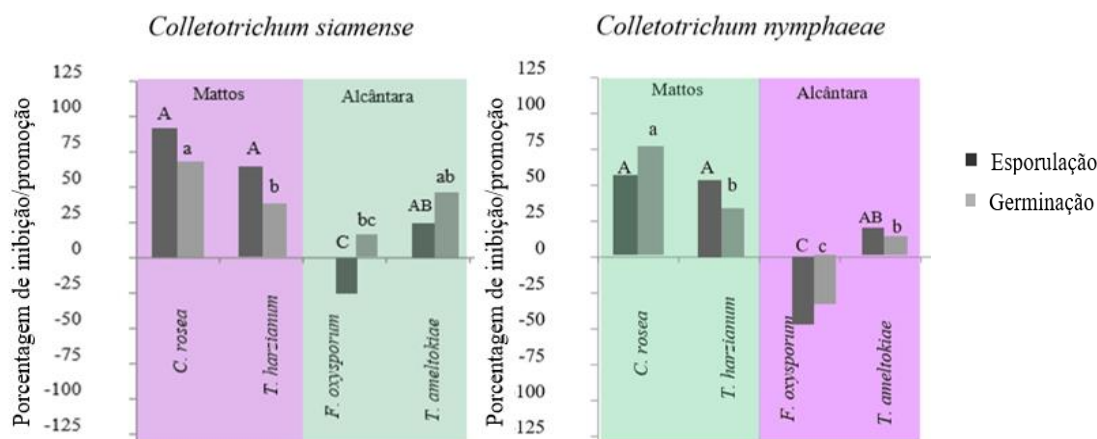 Colletotrichum siamense
Porcentagem de inibição/promoção
125
100
75
50
25
0
-25
-50
-75
-100
-125
Mattos
Alcântara
A
a
A
b
C
bc
AB
ab
C. rosea
T. harzianum
F. oxysporum
T. ameltokiae
Colletotrichum nymphaeae
Porcentagem de inibição/promoção
125
100
75
50
25
0
-25
-50
-75
-100
-125
Mattos
Alcântara
A
a
A
b
C
c
AB
b
C. rosea
T. harzianum
F. oxysporum
T. ameltokiae
Esporulação
Germinação